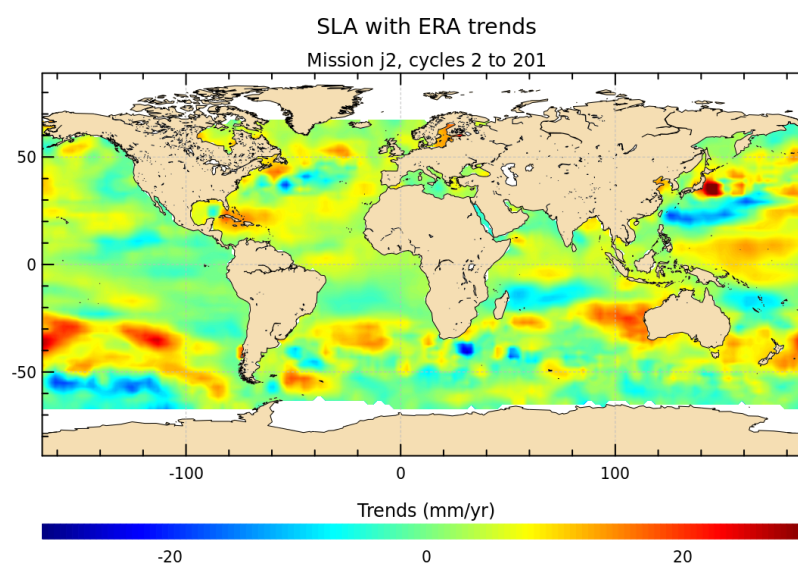 SLA with ERA trends
Mission j2, cycles 2 to 201
50
0
-50
-100 0 100
Trends (mm/yr)
-20 0 20